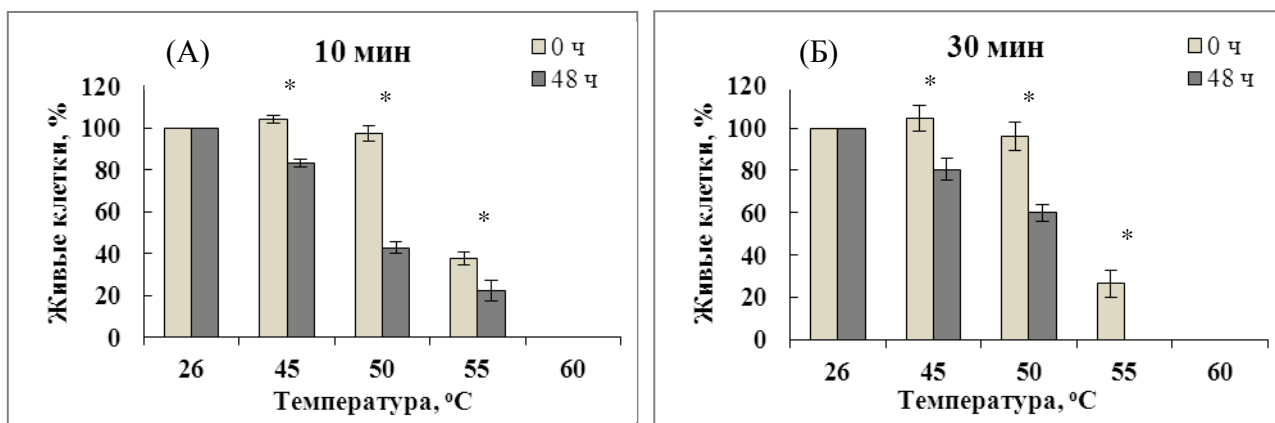 (А)
10 мин
0 ч
48 ч
Живые клетки, %
120
100
80
60
40
20
0
*
*
*
26 45 50 55 60
Температура, °С
(Б)
30 мин
0 ч
48 ч
Живые клетки, %
120
100
80
60
40
20
0
*
*
*
26 45 50 55 60
Температура, °С